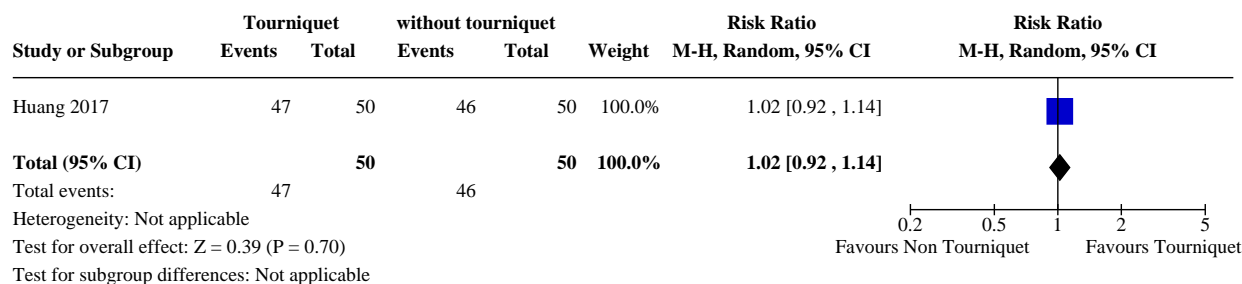 Tourniquet without tourniquet Risk Ratio Risk Ratio
Study or Subgroup Events Total Events Total Weight M-H, Random, 95% CI M-H, Random, 95% CI
Huang 2017 47 50 46 50 100.0% 1.02 [0.92 , 1.14]
Total (95% CI) 50 50 100.0% 1.02 [0.92 , 1.14]
Total events: 47 46
Heterogeneity: Not applicable
0.2 0.5 1 2 5
Test for overall effect: Z = 0.39 (P = 0.70) Favours Non Tourniquet Favours Tourniquet
Test for subgroup differences: Not applicable